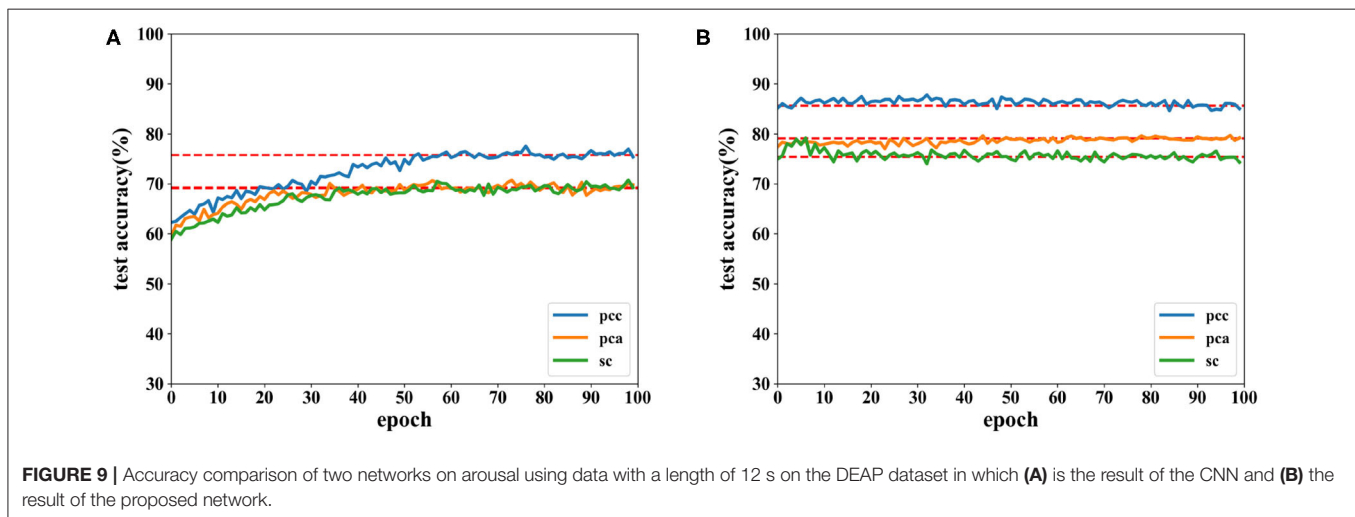 A
100
90
80
70
60
50
40
30
test accuracy(%)
0 10 20 30 40 50 60 70 80 90 100
epoch
pcc
pca
sc
B
100
90
80
70
60
50
40
30
test accuracy(%)
0 10 20 30 40 50 60 70 80 90 100
epoch
pcc
pca
sc
FIGURE 9 | Accuracy comparison of two networks on arousal using data with a length of 12 s on the DEAP dataset in which (A) is the result of the CNN and (B) the
result of the proposed network.